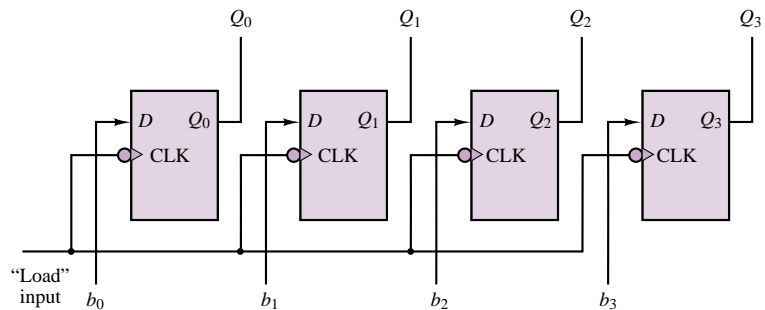 Q0 Q1 Q2 Q3
D Q0 D Q1 D Q2 D Q3
CLK CLK CLK CLK
“Load”
input
b0 b1 b2 b3